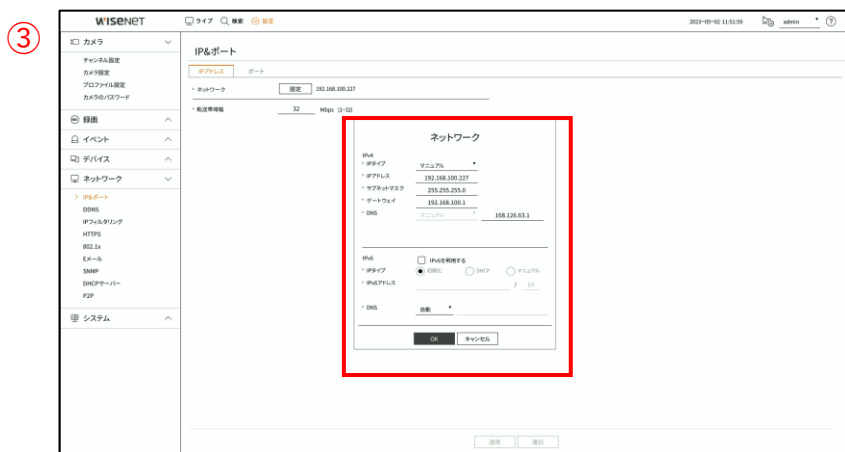 ③
WISENET ライブ 検索 設定 2023-05-02 11:51:59 admin
カメラ
チャンネル設定
カメラ設定
プロファイル設定
カメラのパスワード
録画
イベント
デバイス
ネットワーク
IP&ポート
DDNS
IPフィルタリング
HTTPS
802.1x
Eメール
SNMP
DHCPサーバー
P2P
システム
IP&ポート
IPアドレス ポート
ネットワーク 設定 192.168.100.227
転送帯域幅 32 Mbps (1~32)
ネットワーク
IPv4
IPタイプ マニュアル
IPアドレス 192.168.100.227
サブネットマスク 255.255.255.0
ゲートウェイ 192.168.100.1
DNS マニュアル 168.126.63.1
IPv6 IPv6を利用する
IPタイプ 初期化 DHCP マニュアル
IPv6アドレス / 64
DNS 自動
OK キャンセル
適用 復旧